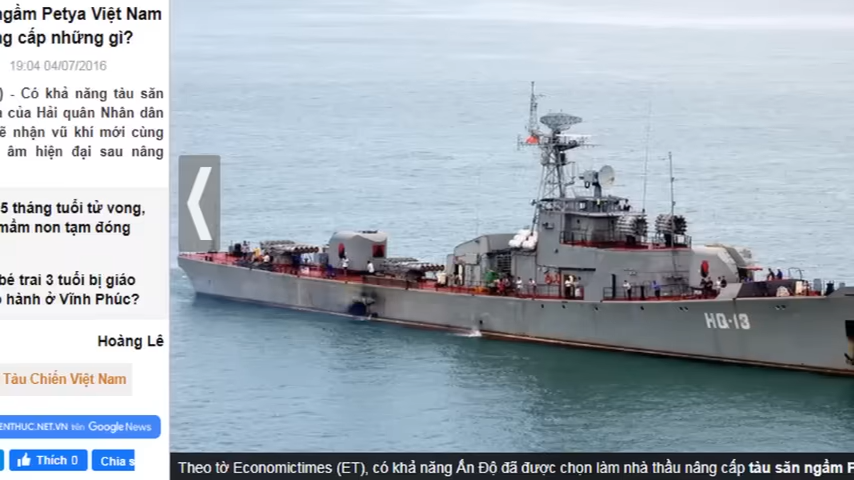 ngầm Petya Việt Nam
ng cấp những gì?
19:04 04/07/2016
) - Có khả năng tàu săn
của Hải quân Nhân dân
sẽ nhận vũ khí mới cùng
âm hiện đại sau nâng
5 tháng tuổi tử vong,
mầm non tạm đóng
bé trai 3 tuổi bị giáo
hành ở Vĩnh Phúc?
Hoàng Lê
Tàu Chiến Việt Nam
ENTHUC.NET.VN trên Google News
Thích 0
Chia s
HQ-13
Theo tờ Economictimes (ET), có khả năng Ấn Độ đã được chọn làm nhà thầu nâng cấp tàu săn ngầm P